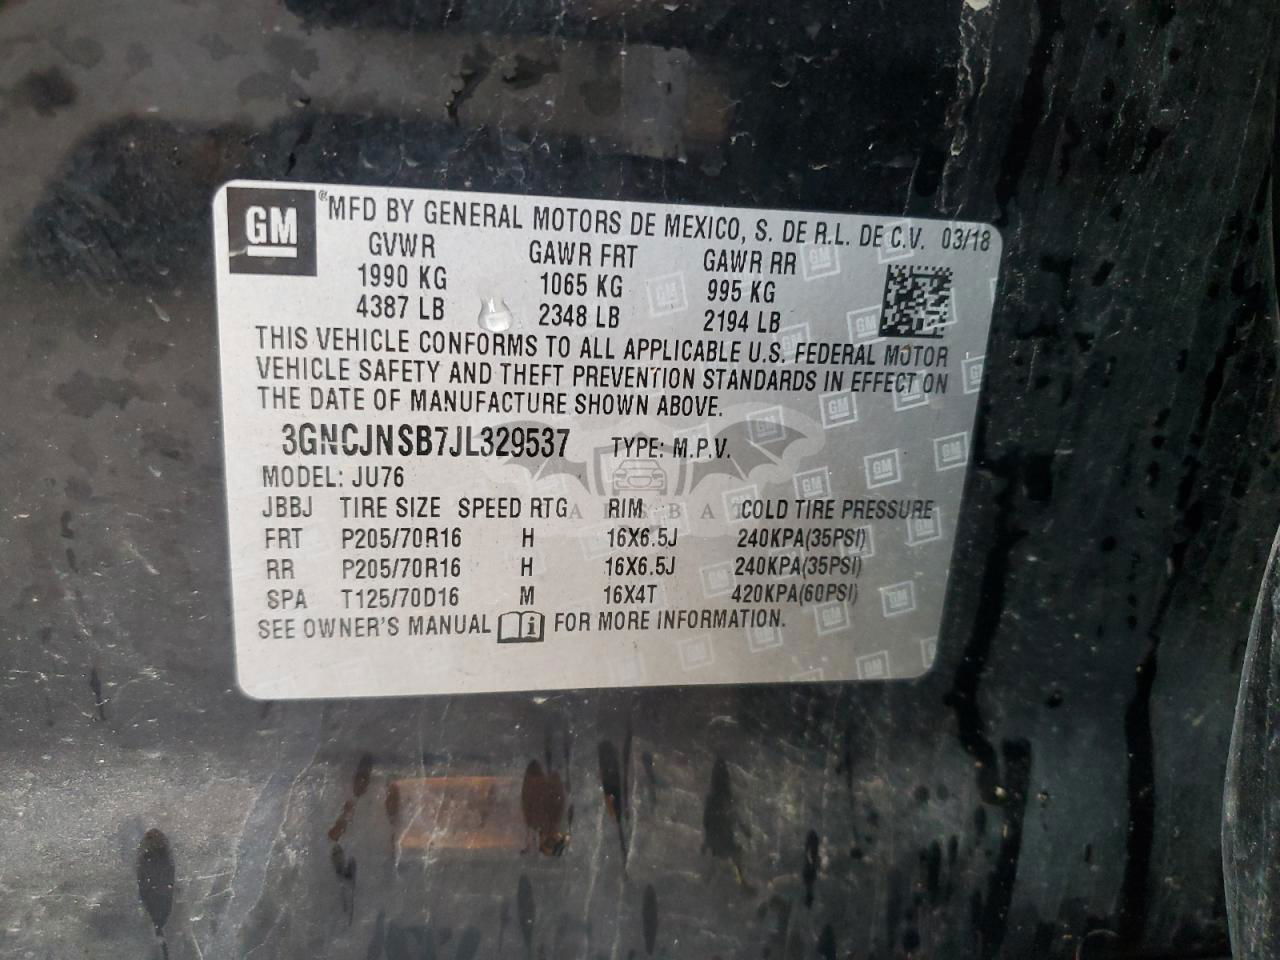 GM ® MFD BY GENERAL MOTORS DE MEXICO, S. DE R.L. DE C.V. 03/18
GVWR GAWR FRT GAWR RR
1990 KG 1065 KG 995 KG
4387 LB 2348 LB 2194 LB
THIS VEHICLE CONFORMS TO ALL APPLICABLE U.S. FEDERAL MOTOR
VEHICLE SAFETY AND THEFT PREVENTION STANDARDS IN EFFECT ON
THE DATE OF MANUFACTURE SHOWN ABOVE.
3GNCJNSB7JL329537 TYPE: M.P.V.
MODEL: JU76
JBBJ TIRE SIZE SPEED RTG RIM COLD TIRE PRESSURE
FRT P205/70R16 H 16X6.5J 240KPA(35PSI)
RR P205/70R16 H 16X6.5J 240KPA(35PSI)
SPA T125/70D16 M 16X4T 420KPA(60PSI)
SEE OWNER'S MANUAL i FOR MORE INFORMATION.